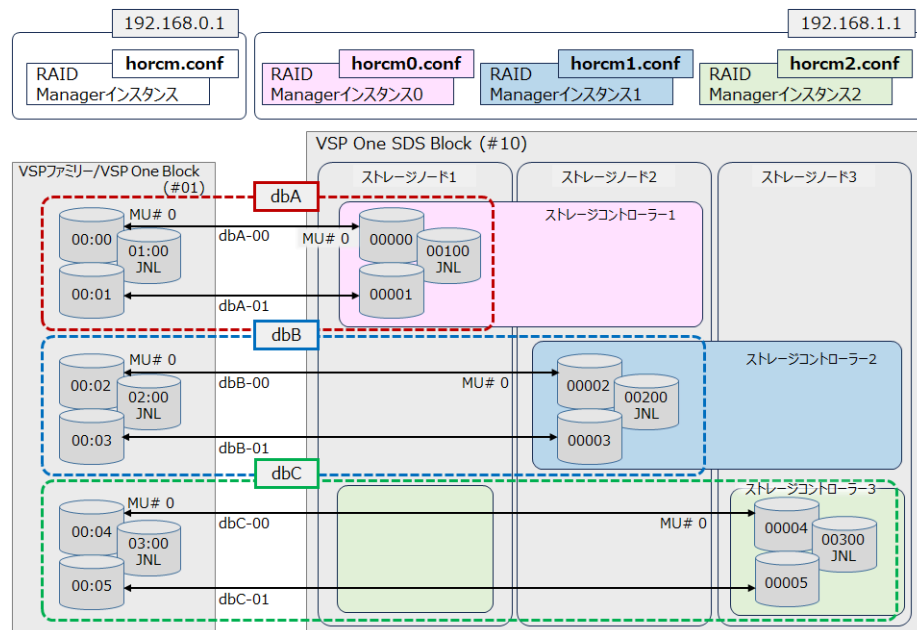 192.168.0.1
192.168.1.1
horcm.conf
RAID
Managerインスタンス
horcm0.conf
RAID
Managerインスタンス0
horcm1.conf
RAID
Managerインスタンス1
horcm2.conf
RAID
Managerインスタンス2
VSP One SDS Block (#10)
VSPファミリー/VSP One Block
(#01)
ストレージノード1
ストレージノード2
ストレージノード3
dbA
MU# 0
00:00
01:00
JNL
00:01
dbA-00
dbA-01
MU# 0
00000
00100
JNL
00001
ストレージコントローラー1
dbB
MU# 0
00:02
02:00
JNL
00:03
dbB-00
dbB-01
MU# 0
00002
00200
JNL
00003
ストレージコントローラー2
dbC
MU# 0
00:04
03:00
JNL
00:05
dbC-00
dbC-01
MU# 0
ストレージコントローラー3
00004
00300
JNL
00005